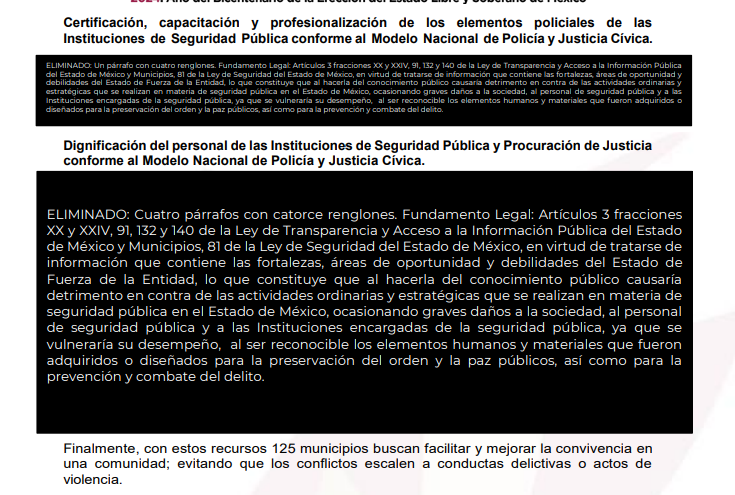 2024. Año del Bicentenario de la Erección del Estado Libre y Soberano de México
Certificación, capacitación y profesionalización de los elementos policiales de las
Instituciones de Seguridad Pública conforme al Modelo Nacional de Policía y Justicia Cívica.
ELIMINADO: Un párrafo con cuatro renglones. Fundamento Legal: Artículos 3 fracciones XX y XXIV, 91, 132 y 140 de la Ley de Transparencia y Acceso a la Información Pública
del Estado de México y Municipios, 81 de la Ley de Seguridad del Estado de México, en virtud de tratarse de información que contiene las fortalezas, áreas de oportunidad y
debilidades del Estado de Fuerza de la Entidad, lo que constituye que al hacerla del conocimiento público causaría detrimento en contra de las actividades ordinarias y
estratégicas que se realizan en materia de seguridad pública en el Estado de México, ocasionando graves daños a la sociedad, al personal de seguridad pública y a las
Instituciones encargadas de la seguridad pública, ya que se vulneraría su desempeño, al ser reconocible los elementos humanos y materiales que fueron adquiridos o
diseñados para la preservación del orden y la paz públicos, así como para la prevención y combate del delito.
Dignificación del personal de las Instituciones de Seguridad Pública y Procuración de Justicia
conforme al Modelo Nacional de Policía y Justicia Cívica.
ELIMINADO: Cuatro párrafos con catorce renglones. Fundamento Legal: Artículos 3 fracciones
XX y XXIV, 91, 132 y 140 de la Ley de Transparencia y Acceso a la Información Pública del Estado
de México y Municipios, 81 de la Ley de Seguridad del Estado de México, en virtud de tratarse de
información que contiene las fortalezas, áreas de oportunidad y debilidades del Estado de
Fuerza de la Entidad, lo que constituye que al hacerla del conocimiento público causaría
detrimento en contra de las actividades ordinarias y estratégicas que se realizan en materia de
seguridad pública en el Estado de México, ocasionando graves daños a la sociedad, al personal
de seguridad pública y a las Instituciones encargadas de la seguridad pública, ya que se
vulneraría su desempeño, al ser reconocible los elementos humanos y materiales que fueron
adquiridos o diseñados para la preservación del orden y la paz públicos, así como para la
prevención y combate del delito.
Finalmente, con estos recursos 125 municipios buscan facilitar y mejorar la convivencia en
una comunidad; evitando que los conflictos escalen a conductas delictivas o actos de
violencia.